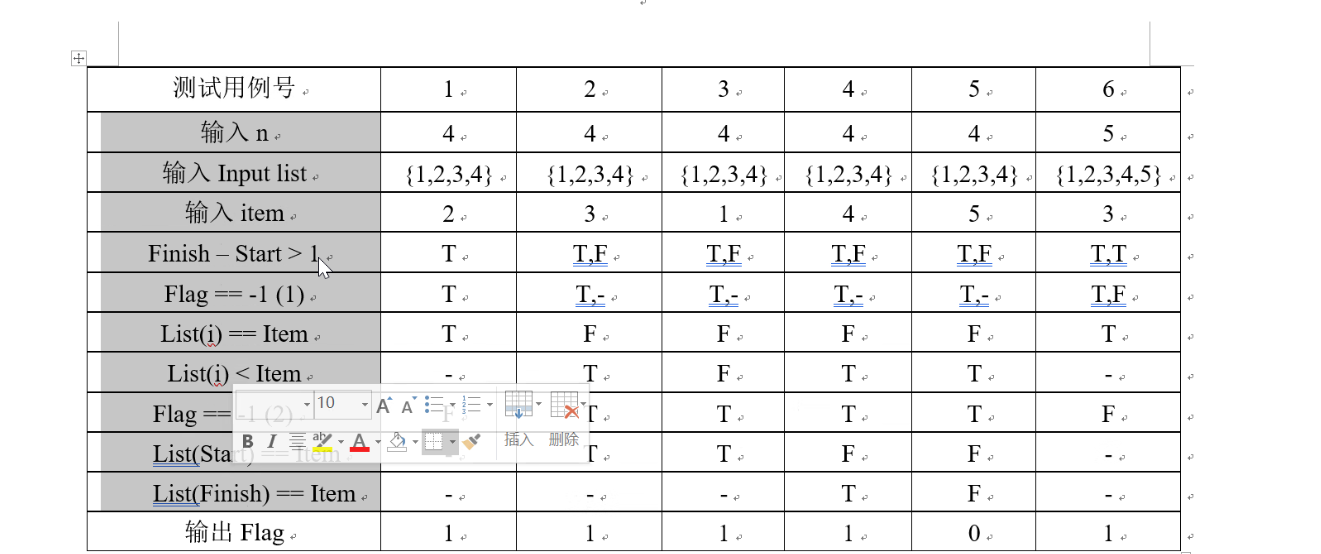 测试用例号 1 2 3 4 5 6
输入 n 4 4 4 4 4 5
输入 Input list {1,2,3,4} {1,2,3,4} {1,2,3,4} {1,2,3,4} {1,2,3,4} {1,2,3,4,5}
输入 item 2 3 1 4 5 3
Finish – Start > 1 T T,F T,F T,F T,F T,T
Flag == -1 (1) T T,- T,- T,- T,- T,F
List(i) == Item T F F F F T
List(i) < Item - T F T T -
Flag == -1 (2) F T T T T F
10 A A
B I ab A 插入 删除
List(Start) == Item T T F F -
List(Finish) == Item - - - T F -
输出 Flag 1 1 1 1 0 1